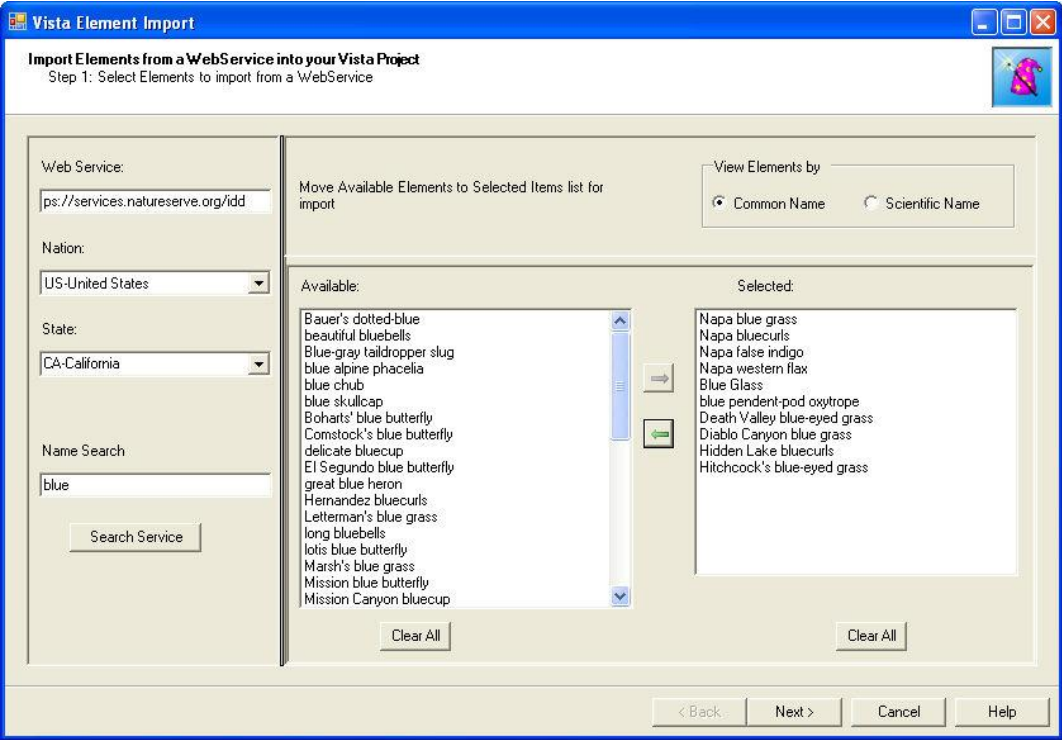 Vista Element Import
Import Elements from a WebService into your Vista Project
Step 1: Select Elements to import from a WebService
Web Service:
ps://services.natureserve.org/idd
Nation:
US-United States
State:
CA-California
Name Search
blue
Search Service
Move Available Elements to Selected Items list for
import
View Elements by
Common Name
Scientific Name
Available:
Bauer's dotted-blue
beautiful bluebells
Blue-gray taildropper slug
blue alpine phacelia
blue chub
blue skullcap
Boharts' blue butterfly
Comstock's blue butterfly
delicate bluecup
El Segundo blue butterfly
great blue heron
Hernandez bluecurls
Letterman's blue grass
long bluebells
lotis blue butterfly
Marsh's blue grass
Mission blue butterfly
Mission Canyon bluecup
Clear All
Selected:
Napa blue grass
Napa bluecurls
Napa false indigo
Napa western flax
Blue Glass
blue pendent-pod oxytrope
Death Valley blue-eyed grass
Diablo Canyon blue grass
Hidden Lake bluecurls
Hitchcock's blue-eyed grass
Clear All
< Back
Next >
Cancel
Help